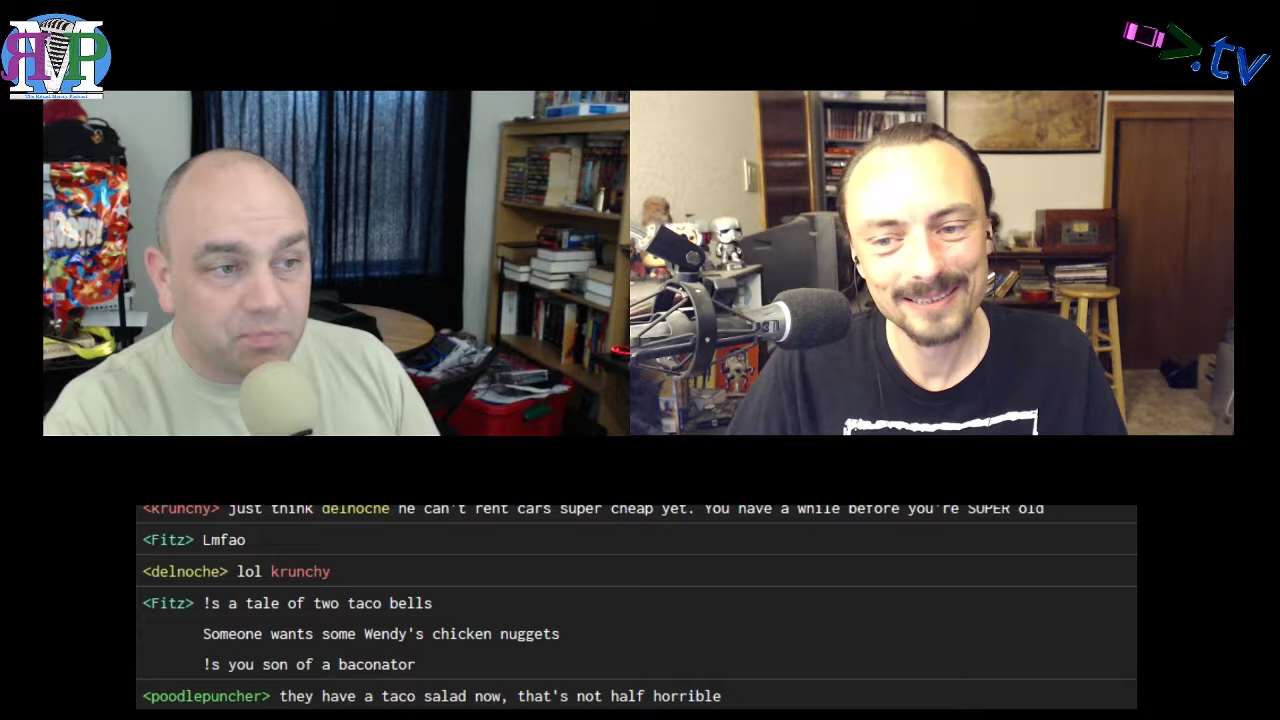 RMP
.tv
<krunchy> just think delnoche he can't rent cars super cheap yet. You have a while before you're SUPER old
<Fitz> Lmfao
<delnoche> lol krunchy
<Fitz> !s a tale of two taco bells
Someone wants some Wendy's chicken nuggets
!s you son of a baconator
<poodlepuncher> they have a taco salad now, that's not half horrible